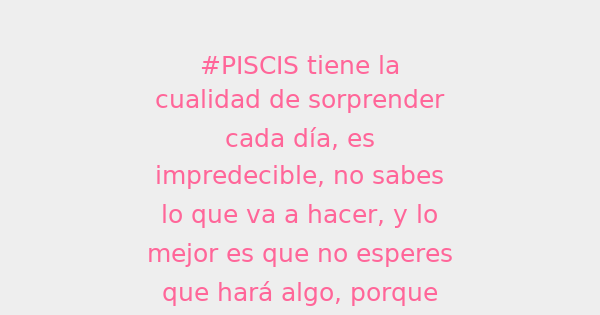 #PISCIS tiene la
cualidad de sorprender
cada día, es
impredecible, no sabes
lo que va a hacer, y lo
mejor es que no esperes
que hará algo, porque